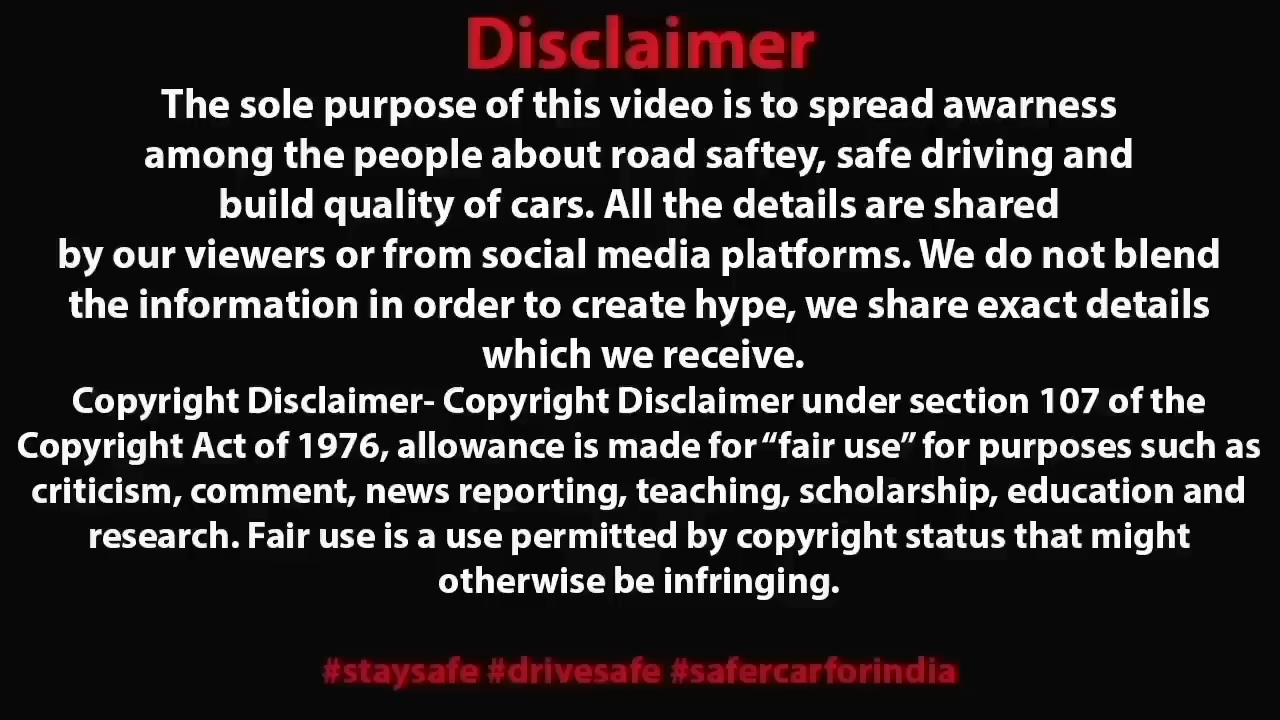 Disclaimer
The sole purpose of this video is to spread awarness
among the people about road saftey, safe driving and
build quality of cars. All the details are shared
by our viewers or from social media platforms. We do not blend
the information in order to create hype, we share exact details
which we receive.
Copyright Disclaimer- Copyright Disclaimer under section 107 of the
Copyright Act of 1976, allowance is made for “fair use” for purposes such as
criticism, comment, news reporting, teaching, scholarship, education and
research. Fair use is a use permitted by copyright status that might
otherwise be infringing.
#staysafe #drivesafe #safercarforindia